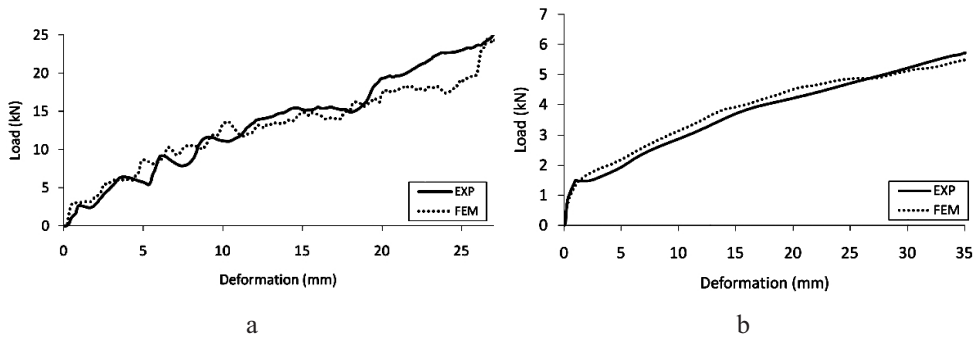 25
20
15
10
5
0
Load (kN)
EXP
FEM
0 5 10 15 20 25
Deformation (mm)
a
7
6
5
4
3
2
1
0
Load (kN)
EXP
FEM
0 5 10 15 20 25 30 35
Deformation (mm)
b